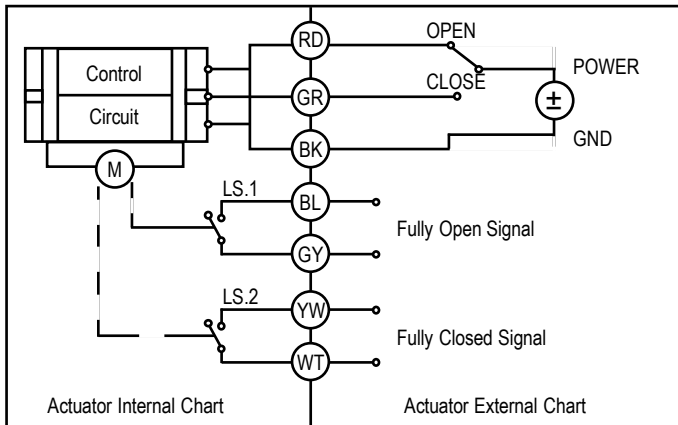 RD
OPEN
Control
POWER
CLOSE
GR
±
Circuit
GND
BK
M
LS.1
BL
Fully Open Signal
GY
LS.2
YW
Fully Closed Signal
WT
Actuator Internal Chart
Actuator External Chart